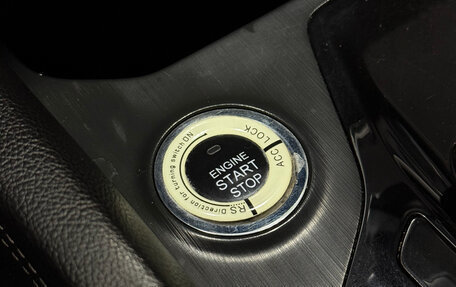 ENGINE
START
STOP
LOCK
ACC
RS Direction for turning switch ON